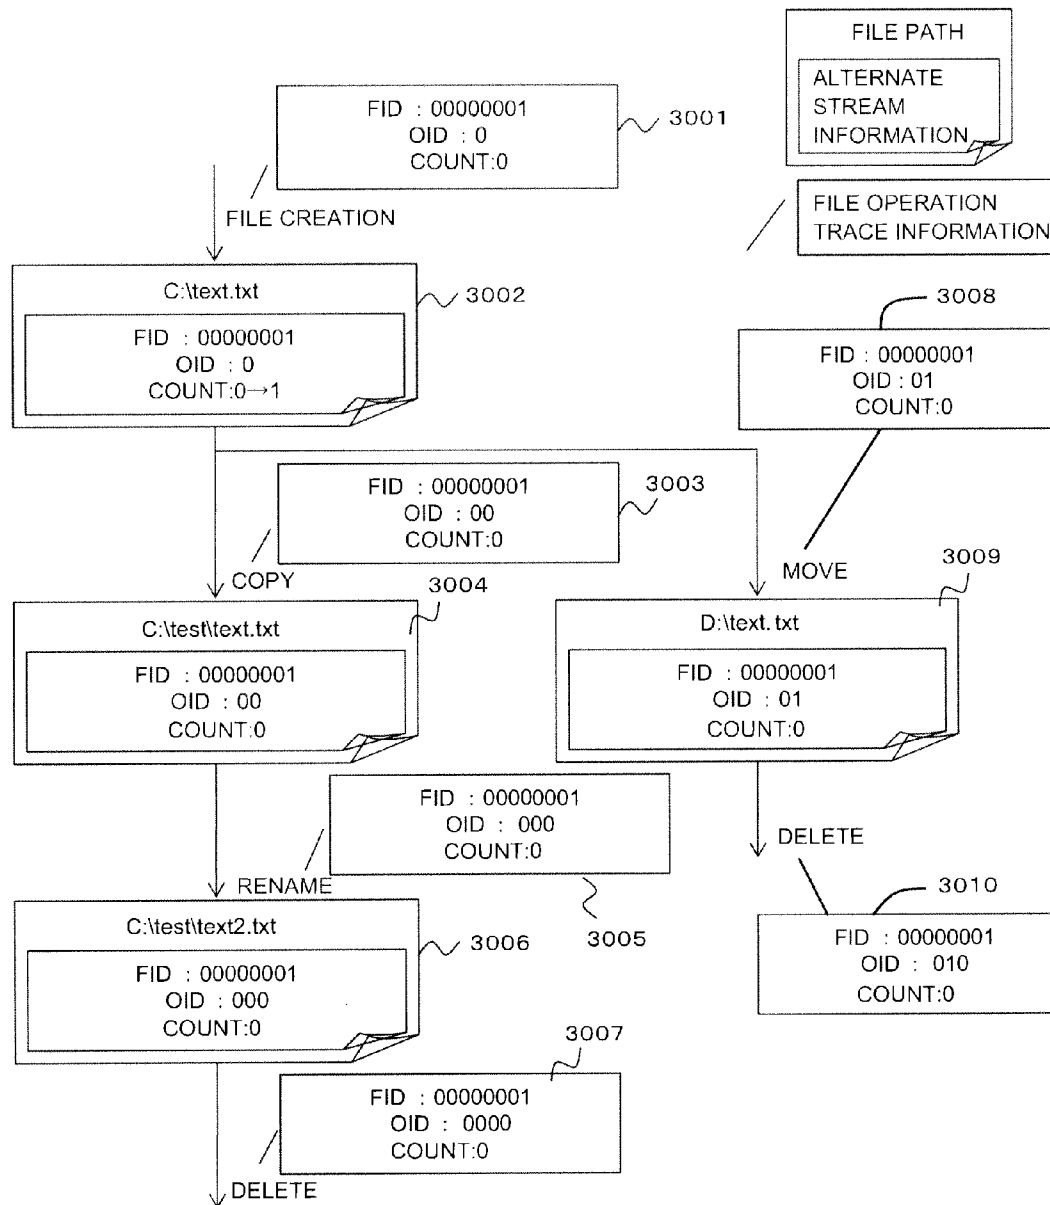 FILE PATH
ALTERNATE
STREAM
INFORMATION
FILE OPERATION
TRACE INFORMATION
FID : 00000001
OID : 0
COUNT:0
3001
FILE CREATION
C:\text.txt
3002
FID : 00000001
OID : 0
COUNT:0→1
3008
FID : 00000001
OID : 01
COUNT:0
FID : 00000001
OID : 00
COUNT:0
3003
COPY
3004
MOVE
3009
C:\test\text.txt
FID : 00000001
OID : 00
COUNT:0
D:\text.txt
FID : 00000001
OID : 01
COUNT:0
FID : 00000001
OID : 000
COUNT:0
3005
RENAME
DELETE
3010
FID : 00000001
OID : 010
COUNT:0
C:\test\text2.txt
3006
FID : 00000001
OID : 000
COUNT:0
3007
FID : 00000001
OID : 0000
COUNT:0
DELETE